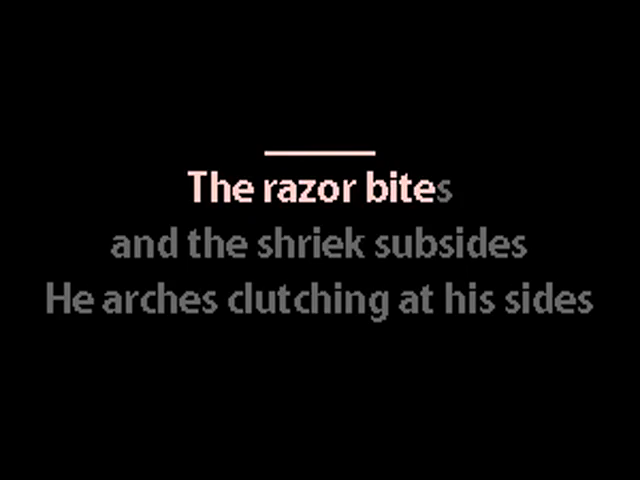 The razor bites
and the shriek subsides
He arches clutching at his sides